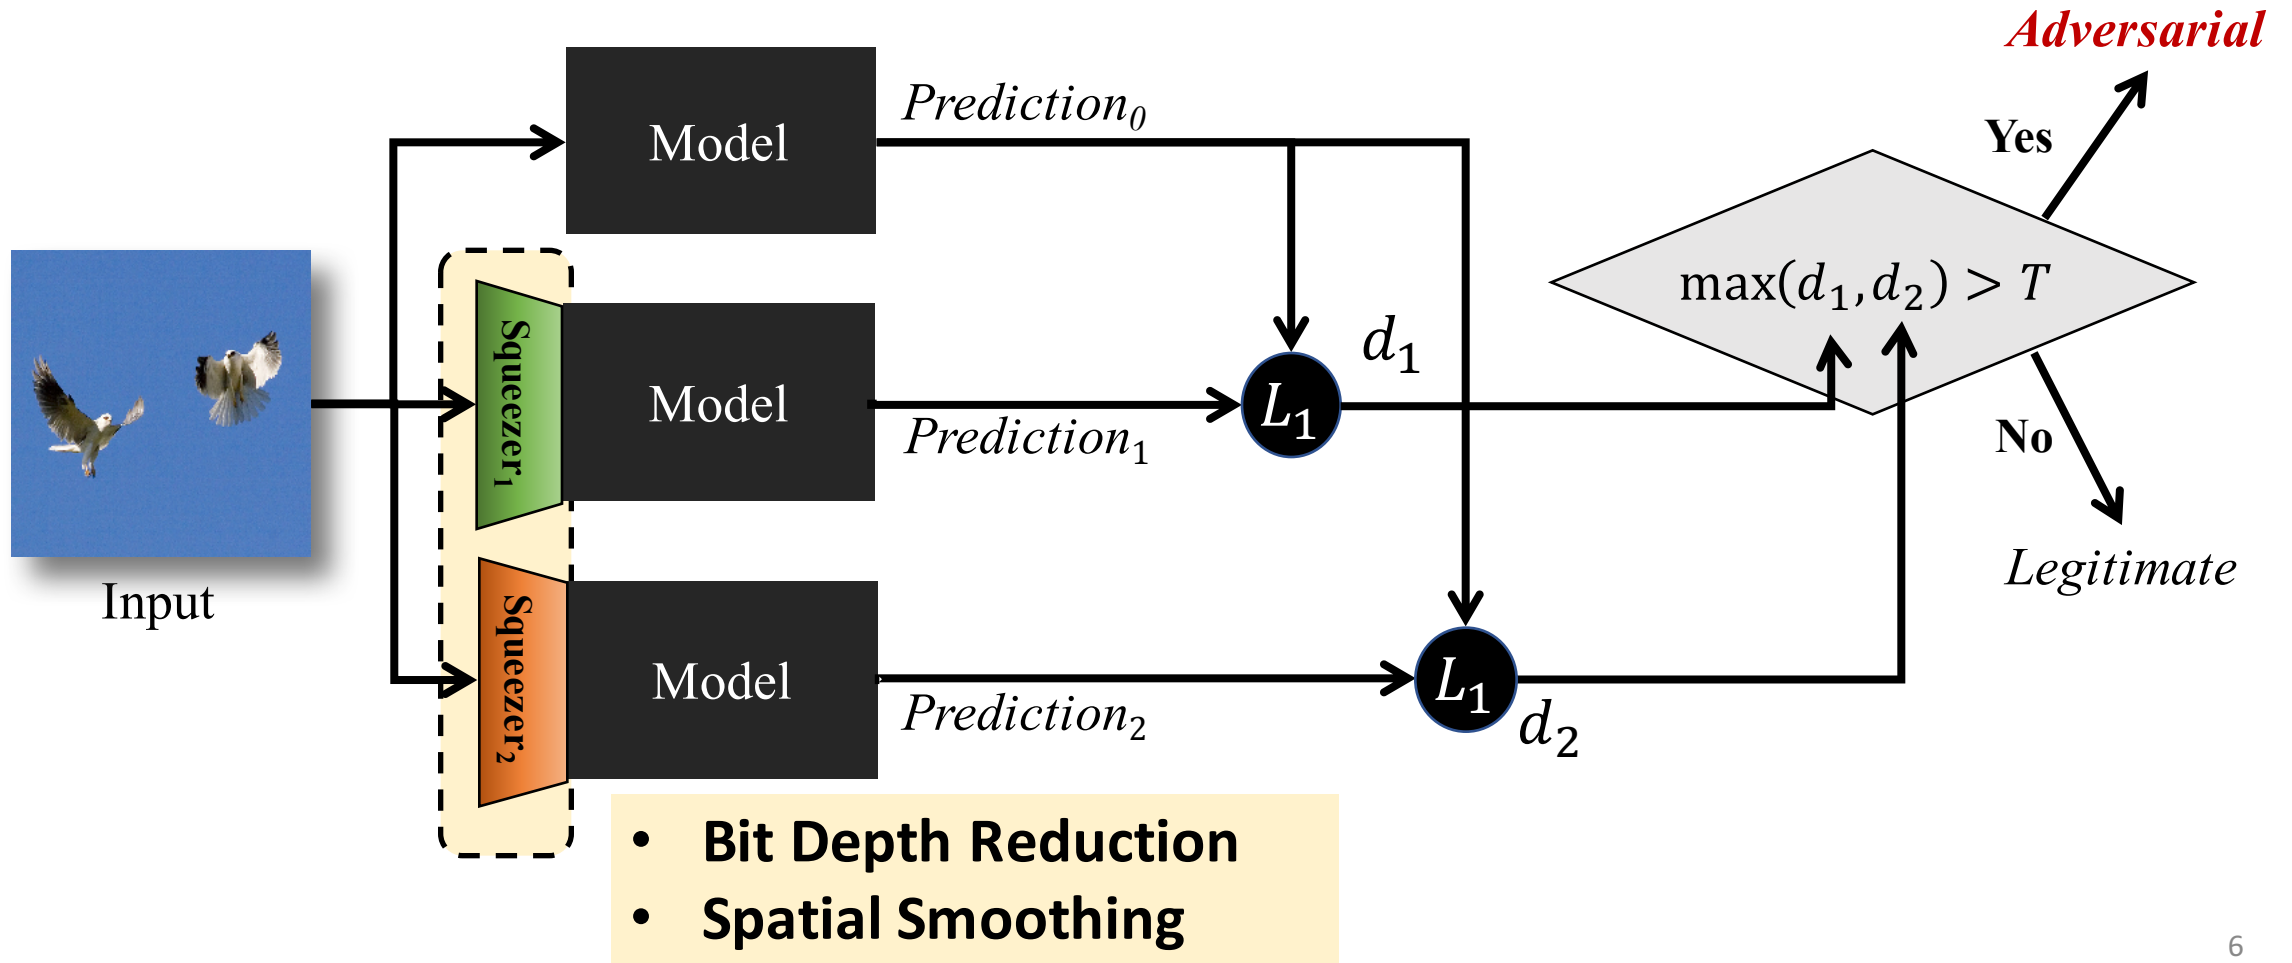 Adversarial
Prediction₀
Model
Yes
max(d₁,d₂) > T
Squeezer₁
Model
d₁
L₁
Prediction₁
No
Legitimate
Input
Squeezer₂
Model
L₁
Prediction₂
d₂
• Bit Depth Reduction
• Spatial Smoothing
6